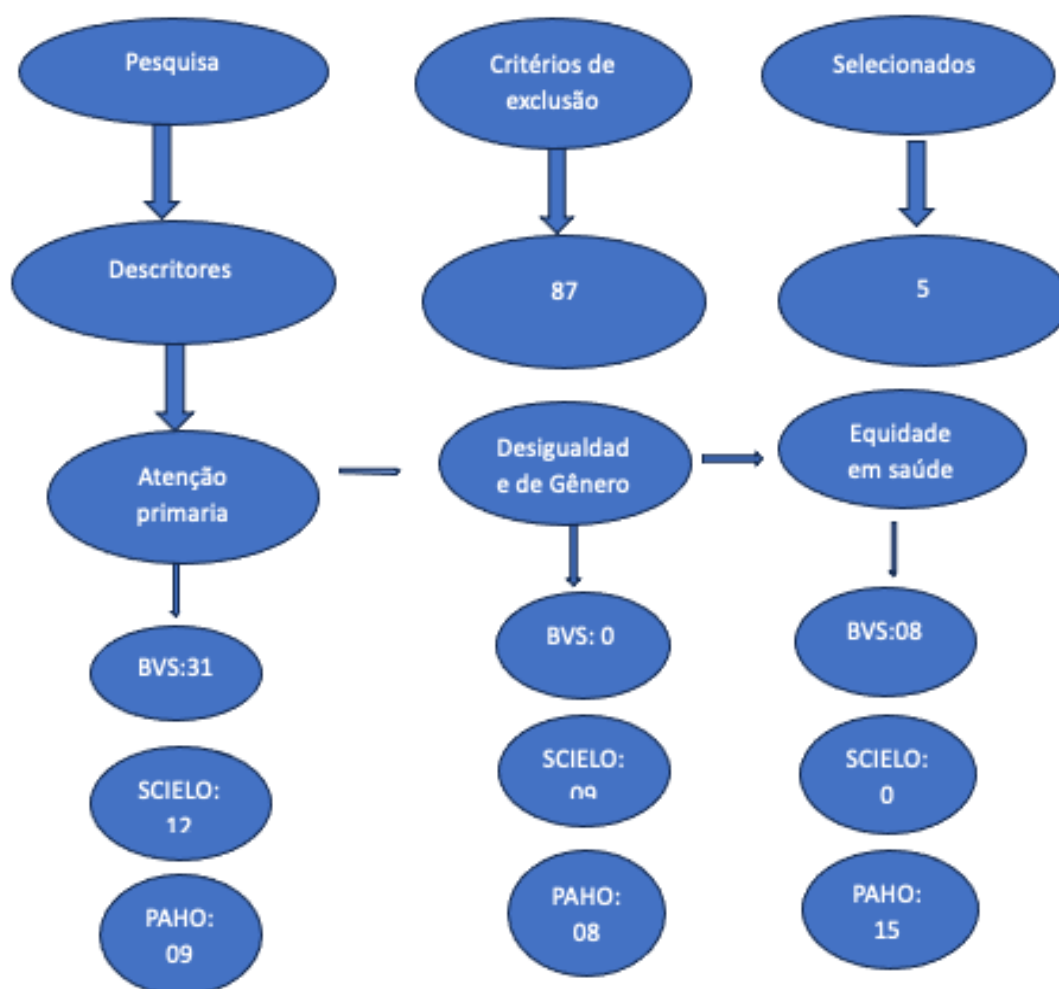 Pesquisa
Critérios de
exclusão
Selecionados
Descritores
87
5
Atenção
primaria
Desigualdad
e de Gênero
Equidade
em saúde
BVS:31
BVS: 0
BVS:08
SCIELO:
12
SCIELO:
09
SCIELO:
0
PAHO:
09
PAHO:
08
PAHO:
15